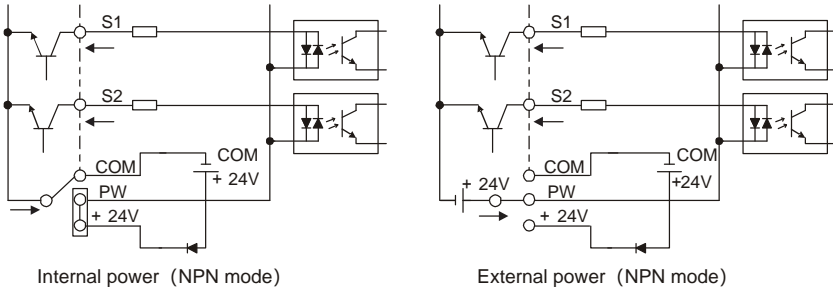 S1
S2
COM
COM
+ 24V
PW
+ 24V
Internal power (NPN mode)
S1
S2
COM
COM
+24V
+ 24V
PW
+ 24V
External power (NPN mode)